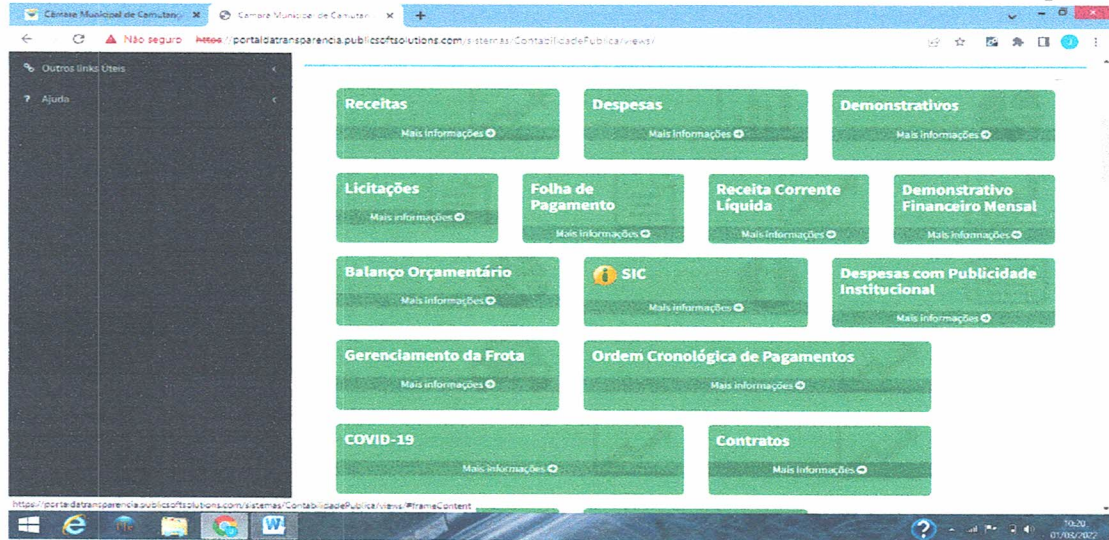 Câmara Municipal de Camutang
Câmara Municipal de Camutan
Não seguro https://portaldatransparencia.publicsoftsolutions.com/sistemas/ContabilidadePublica/views/
Outros links Úteis
Ajuda
Receitas
Mais informações
Despesas
Mais informações
Demonstrativos
Mais informações
Licitações
Mais informações
Folha de
Pagamento
Mais informações
Receita Corrente
Líquida
Mais informações
Demonstrativo
Financeiro Mensal
Mais informações
Balanço Orçamentário
Mais informações
SIC
Mais informações
Despesas com Publicidade
Institucional
Mais informações
Gerenciamento da Frota
Mais informações
Ordem Cronológica de Pagamentos
Mais informações
COVID-19
Mais informações
Contratos
Mais informações
https://portaldatransparencia.publicsoftsolutions.com/sistemas/ContabilidadePublica/views/#frameContent
10:20
01/03/2022